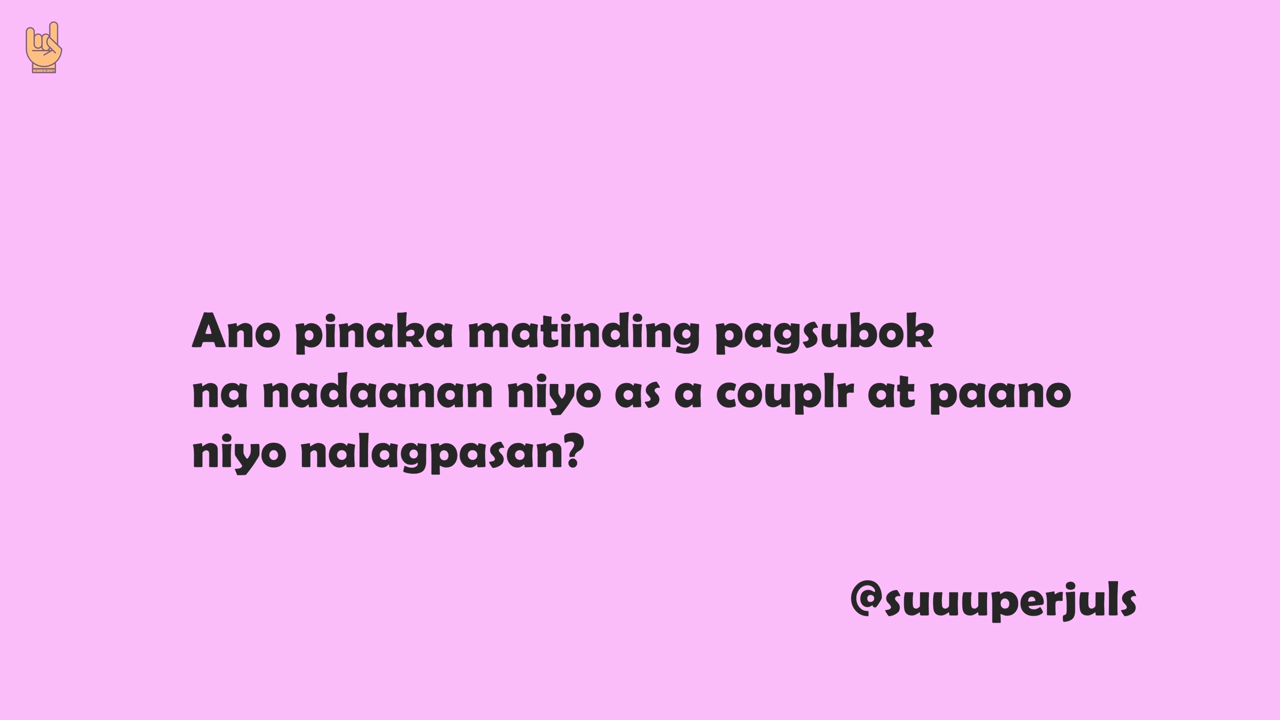 Ano pinaka matinding pagsubok
na nadaanan niyo as a couplr at paano
niyo nalagpasan?
@suuuperjuls